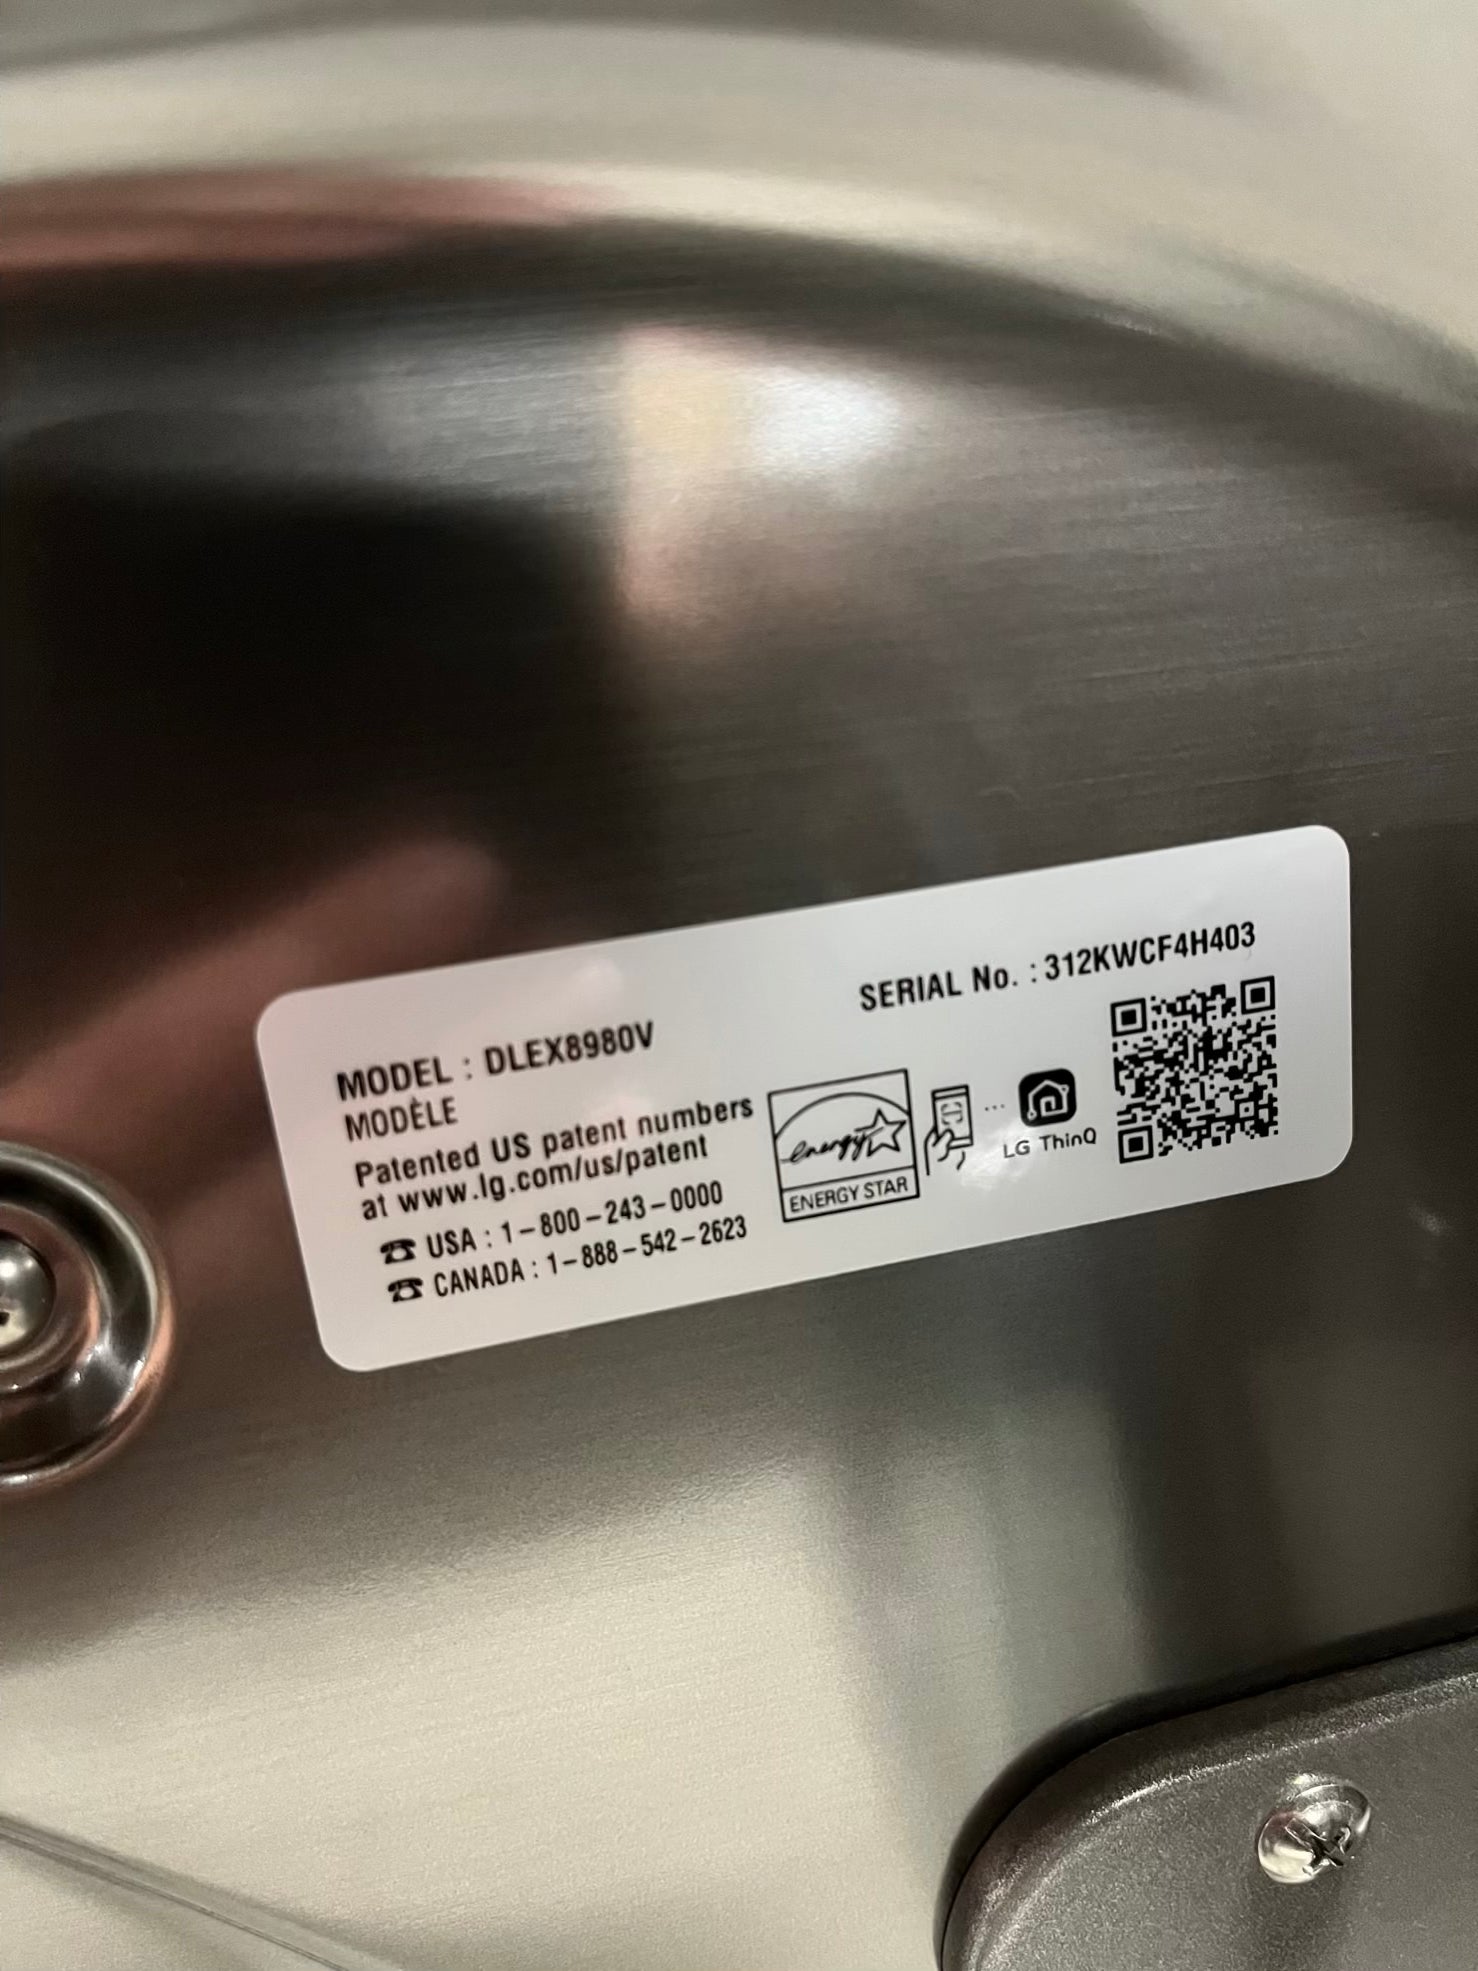 SERIAL No. : 312KWCF4H403
MODEL : DLEX8980V
MODÈLE
Patented US patent numbers
at www.lg.com/us/patent
☎ USA : 1-800-243-0000
☎ CANADA : 1-888-542-2623
energy
ENERGY STAR
LG ThinQ